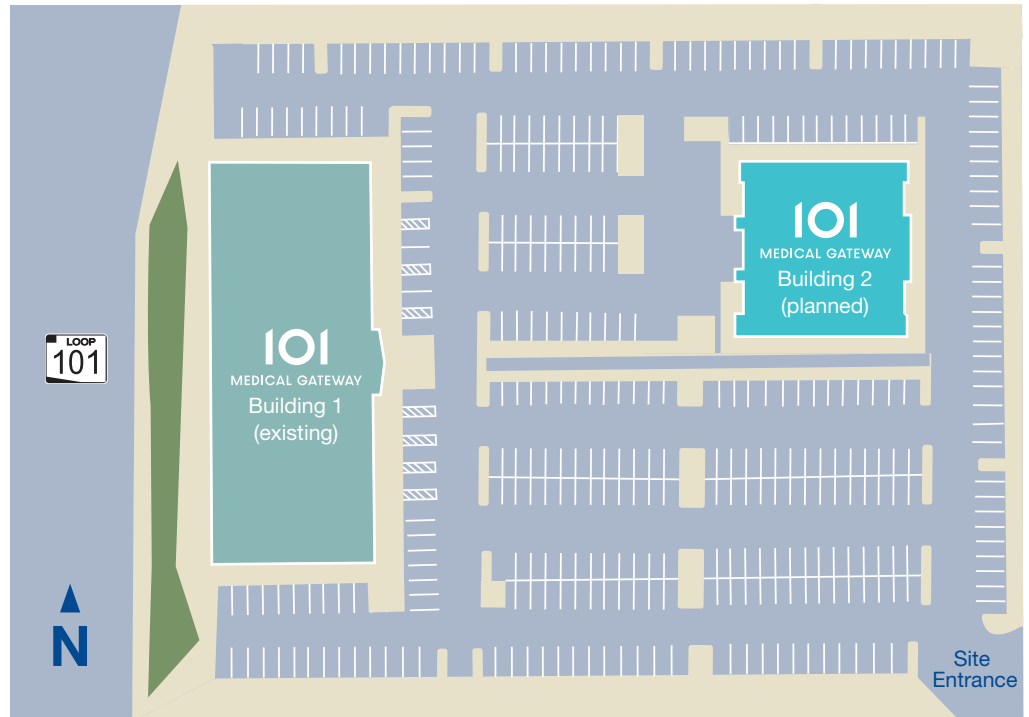 101
MEDICAL GATEWAY
Building 2
(planned)
LOOP
101
101
MEDICAL GATEWAY
Building 1
(existing)
N
Site
Entrance